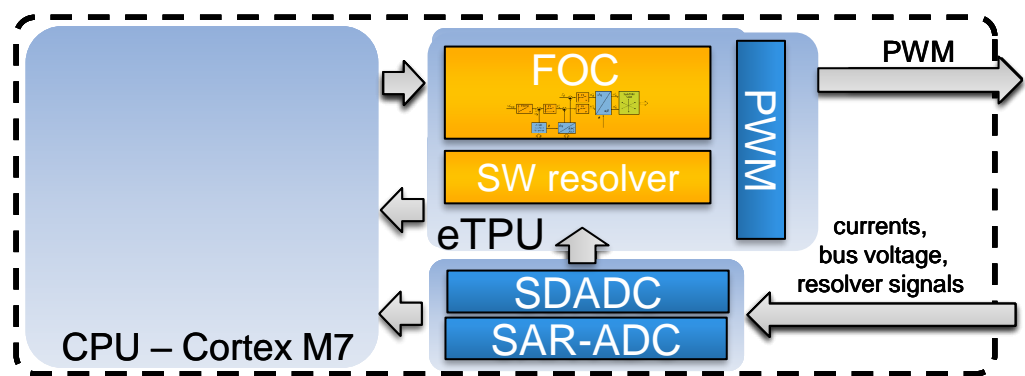 FOC
PWM
SW resolver
PWM
eTPU
currents,
bus voltage,
resolver signals
SDADC
SAR-ADC
CPU – Cortex M7